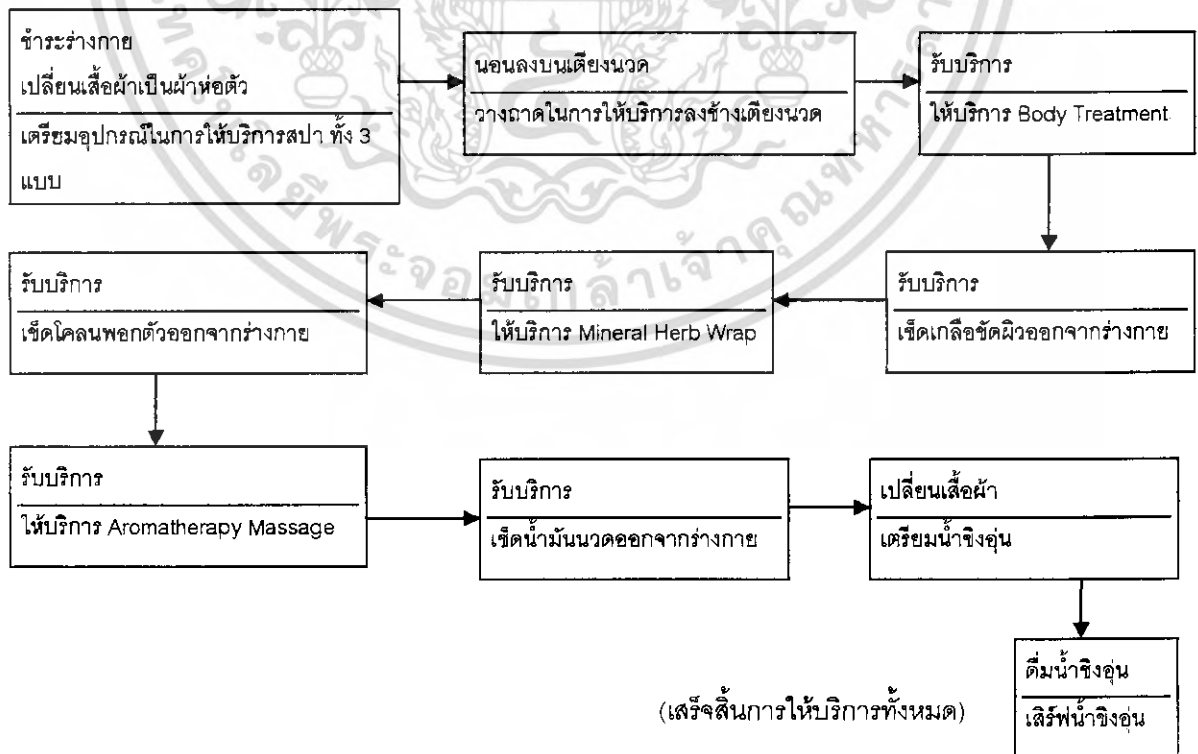 ชำระร่างกาย
เปลี่ยนเสื้อผ้าเป็นผ้าห่อตัว
เตรียมอุปกรณ์ในการให้บริการสปา ทั้ง 3
แบบ
นอนลงบนเตียงนวด
วางถาดในการให้บริการลงข้างเตียงนวด
รับบริการ
ให้บริการ Body Treatment
รับบริการ
เช็ดเกลือขัดผิวออกจากร่างกาย
รับบริการ
ให้บริการ Mineral Herb Wrap
รับบริการ
เช็ดโคลนพอกตัวออกจากร่างกาย
รับบริการ
ให้บริการ Aromatherapy Massage
รับบริการ
เช็ดน้ำมันนวดออกจากร่างกาย
เปลี่ยนเสื้อผ้า
เตรียมน้ำขิงอุ่น
ดื่มน้ำขิงอุ่น
เสิร์ฟน้ำขิงอุ่น
(เสร็จสิ้นการให้บริการทั้งหมด)